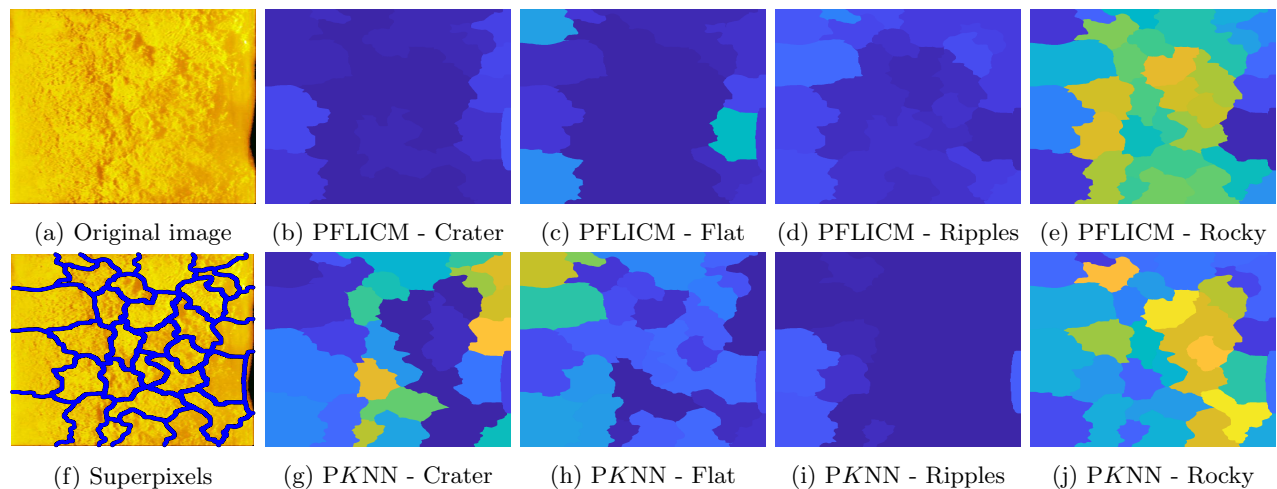 (a) Original image
(b) PFLICM - Crater
(c) PFLICM - Flat
(d) PFLICM - Ripples
(e) PFLICM - Rocky
(f) Superpixels
(g) PKNN - Crater
(h) PKNN - Flat
(i) PKNN - Ripples
(j) PKNN - Rocky